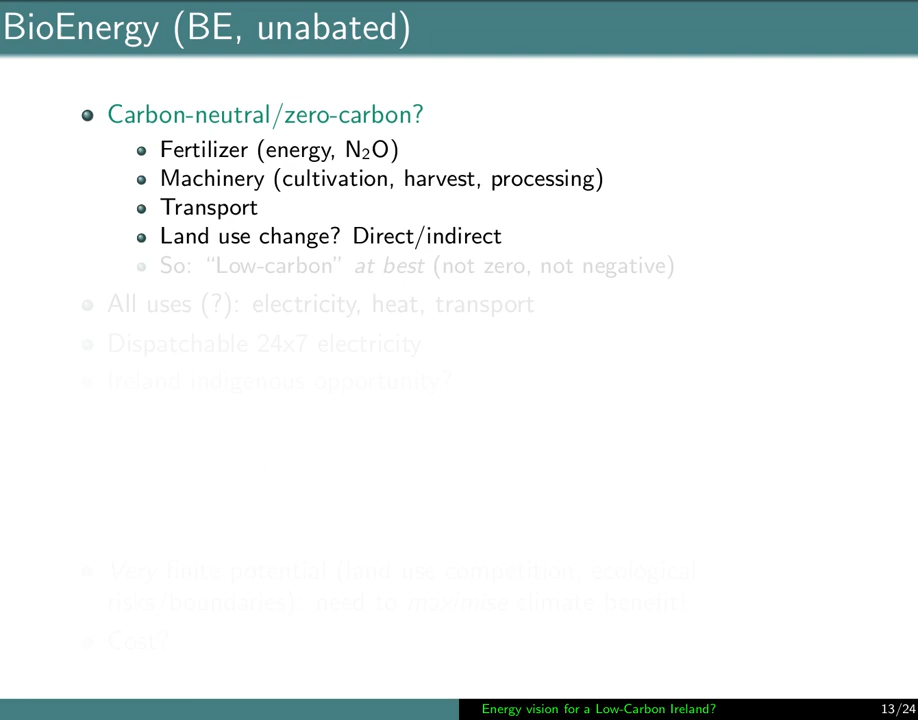 BioEnergy (BE, unabated)
Carbon-neutral/zero-carbon?
Fertilizer (energy, N₂O)
Machinery (cultivation, harvest, processing)
Transport
Land use change? Direct/indirect
So: “Low-carbon” at best (not zero, not negative)
All uses (?): electricity, heat, transport
Dispatchable 24x7 electricity
Ireland indigenous opportunity?
Very finite potential (land use competition, ecological
risks/boundaries) need to maximise climate benefit!
Cost?
Energy vision for a Low-Carbon Ireland?
13/24